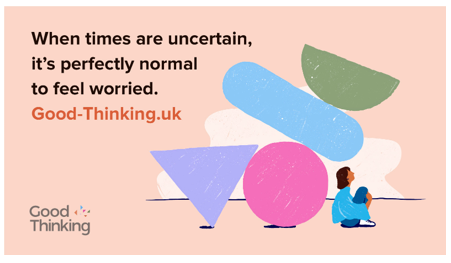 When times are uncertain,
it's perfectly normal
to feel worried.
Good-Thinking.uk
Good
Thinking